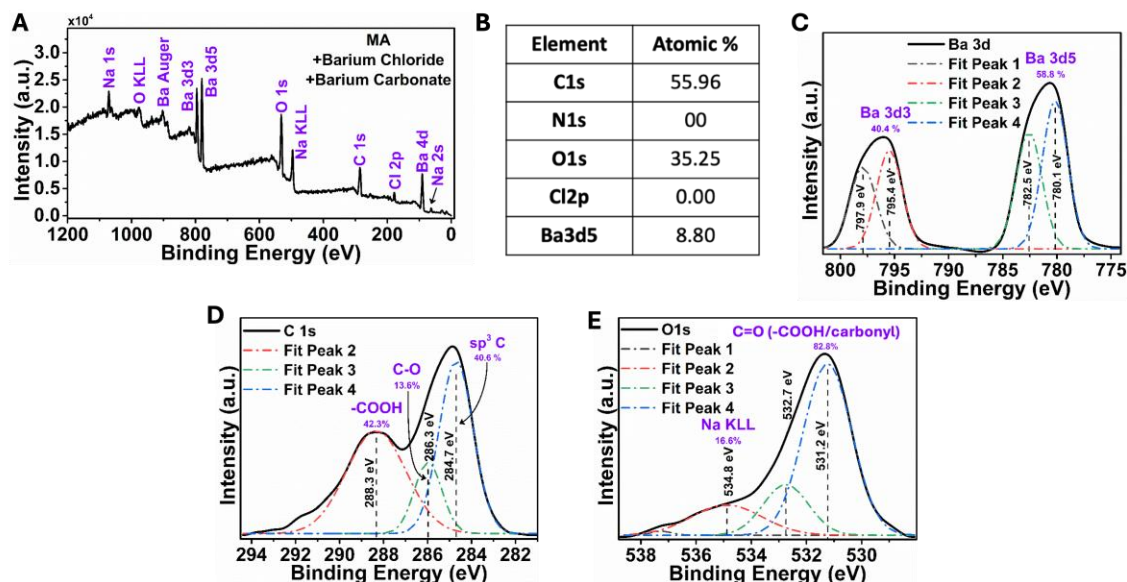 A
×10⁴
MA
+Barium Chloride
+Barium Carbonate
Na 1s
O KLL
Ba Auger
Ba 3d3
Ba 3d5
O 1s
Na KLL
C 1s
Cl 2p
Ba 4d
Na 2s
Intensity (a.u.)
3.0
2.5
2.0
1.5
1.0
0.5
0.0
1200 1000 800 600 400 200 0
Binding Energy (eV)
B
Element Atomic %
C1s 55.96
N1s 00
O1s 35.25
Cl2p 0.00
Ba3d5 8.80
C
Ba 3d
Fit Peak 1
Fit Peak 2
Fit Peak 3
Fit Peak 4
Ba 3d5
58.8 %
Ba 3d3
40.4 %
797.9 eV
795.4 eV
782.5 eV
780.1 eV
Intensity (a.u.)
800 795 790 785 780 775
Binding Energy (eV)
D
C 1s
Fit Peak 2
Fit Peak 3
Fit Peak 4
sp³ C
40.6 %
C-O
13.6%
-COOH
42.3%
288.3 eV
286.3 eV
284.7 eV
Intensity (a.u.)
294 292 290 288 286 284 282
Binding Energy (eV)
E
O1s
Fit Peak 1
Fit Peak 2
Fit Peak 3
Fit Peak 4
C=O (-COOH/carbonyl)
82.8%
Na KLL
16.6%
534.8 eV
532.7 eV
531.2 eV
Intensity (a.u.)
538 536 534 532 530
Binding Energy (eV)